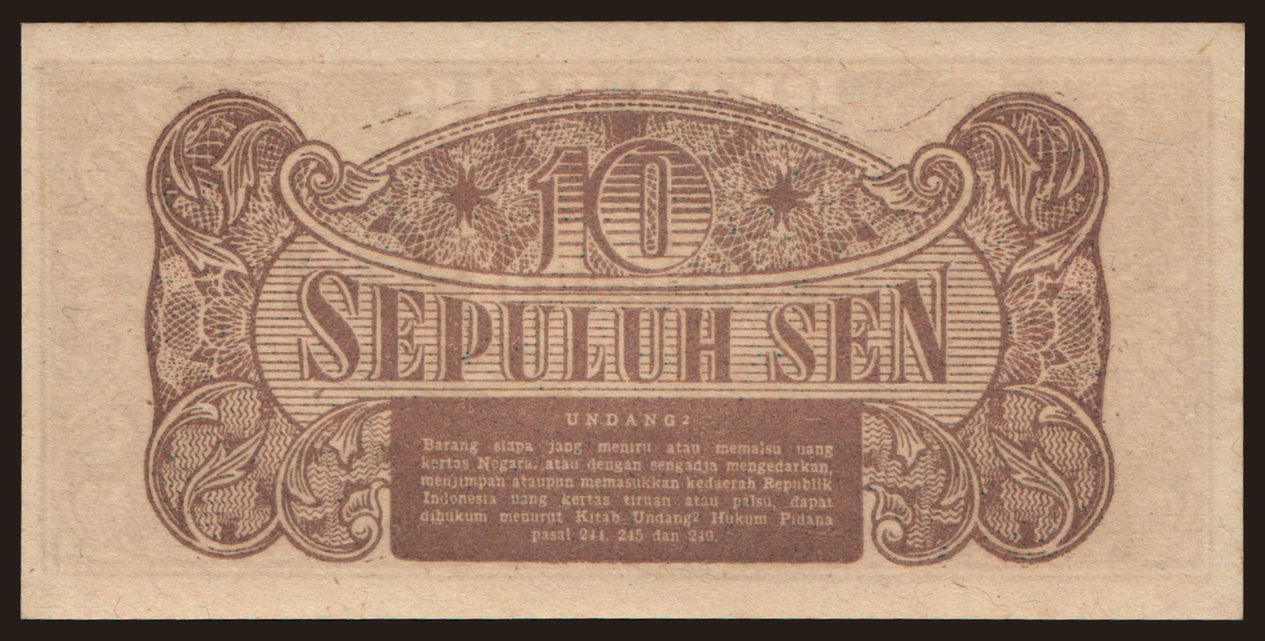 10
SEPULUH SEN
UNDANG²
Barang siapa jang meniru atau memalsu uang
kertas Negara, atau dengan sengadja mengedarkan,
menjimpan ataupun memasukkan kedaerah Republik
Indonesia uang kertas tiruan atau palsu, dapat
dihukum menurut Kitab Undang² Hukum Pidana
pasal 244, 245 dan 249.